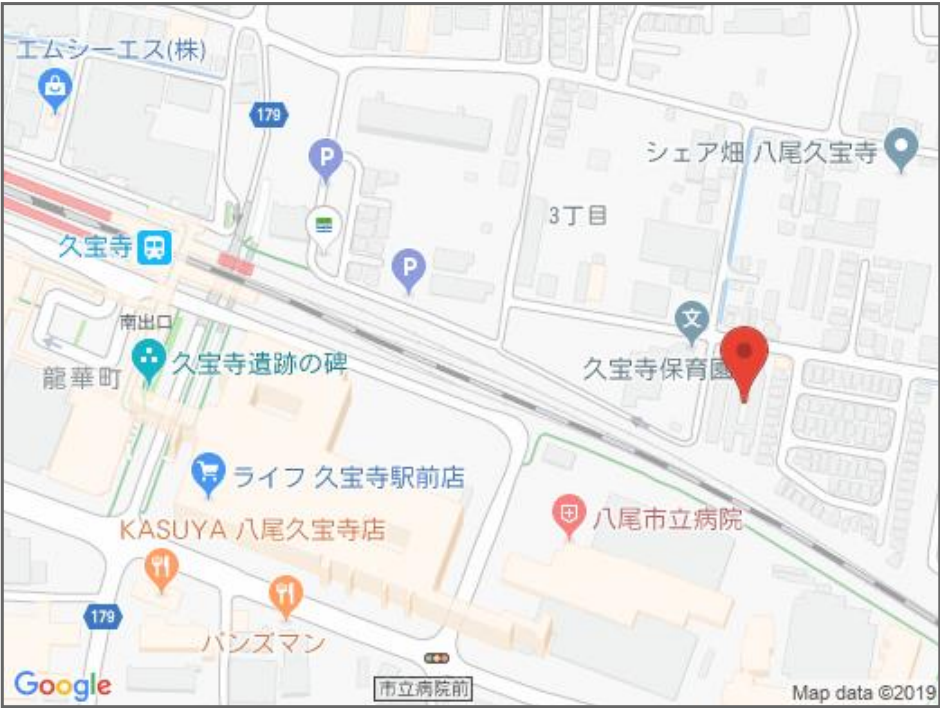 エムシーエス(株)
179
P
シェア畑 八尾久宝寺
3丁目
久宝寺
P
文
南出口
久宝寺遺跡の碑
久宝寺保育園
龍華町
ライフ 久宝寺駅前店
八尾市立病院
KASUYA 八尾久宝寺店
179
バンズマン
市立病院前
Google
Map data ©2019